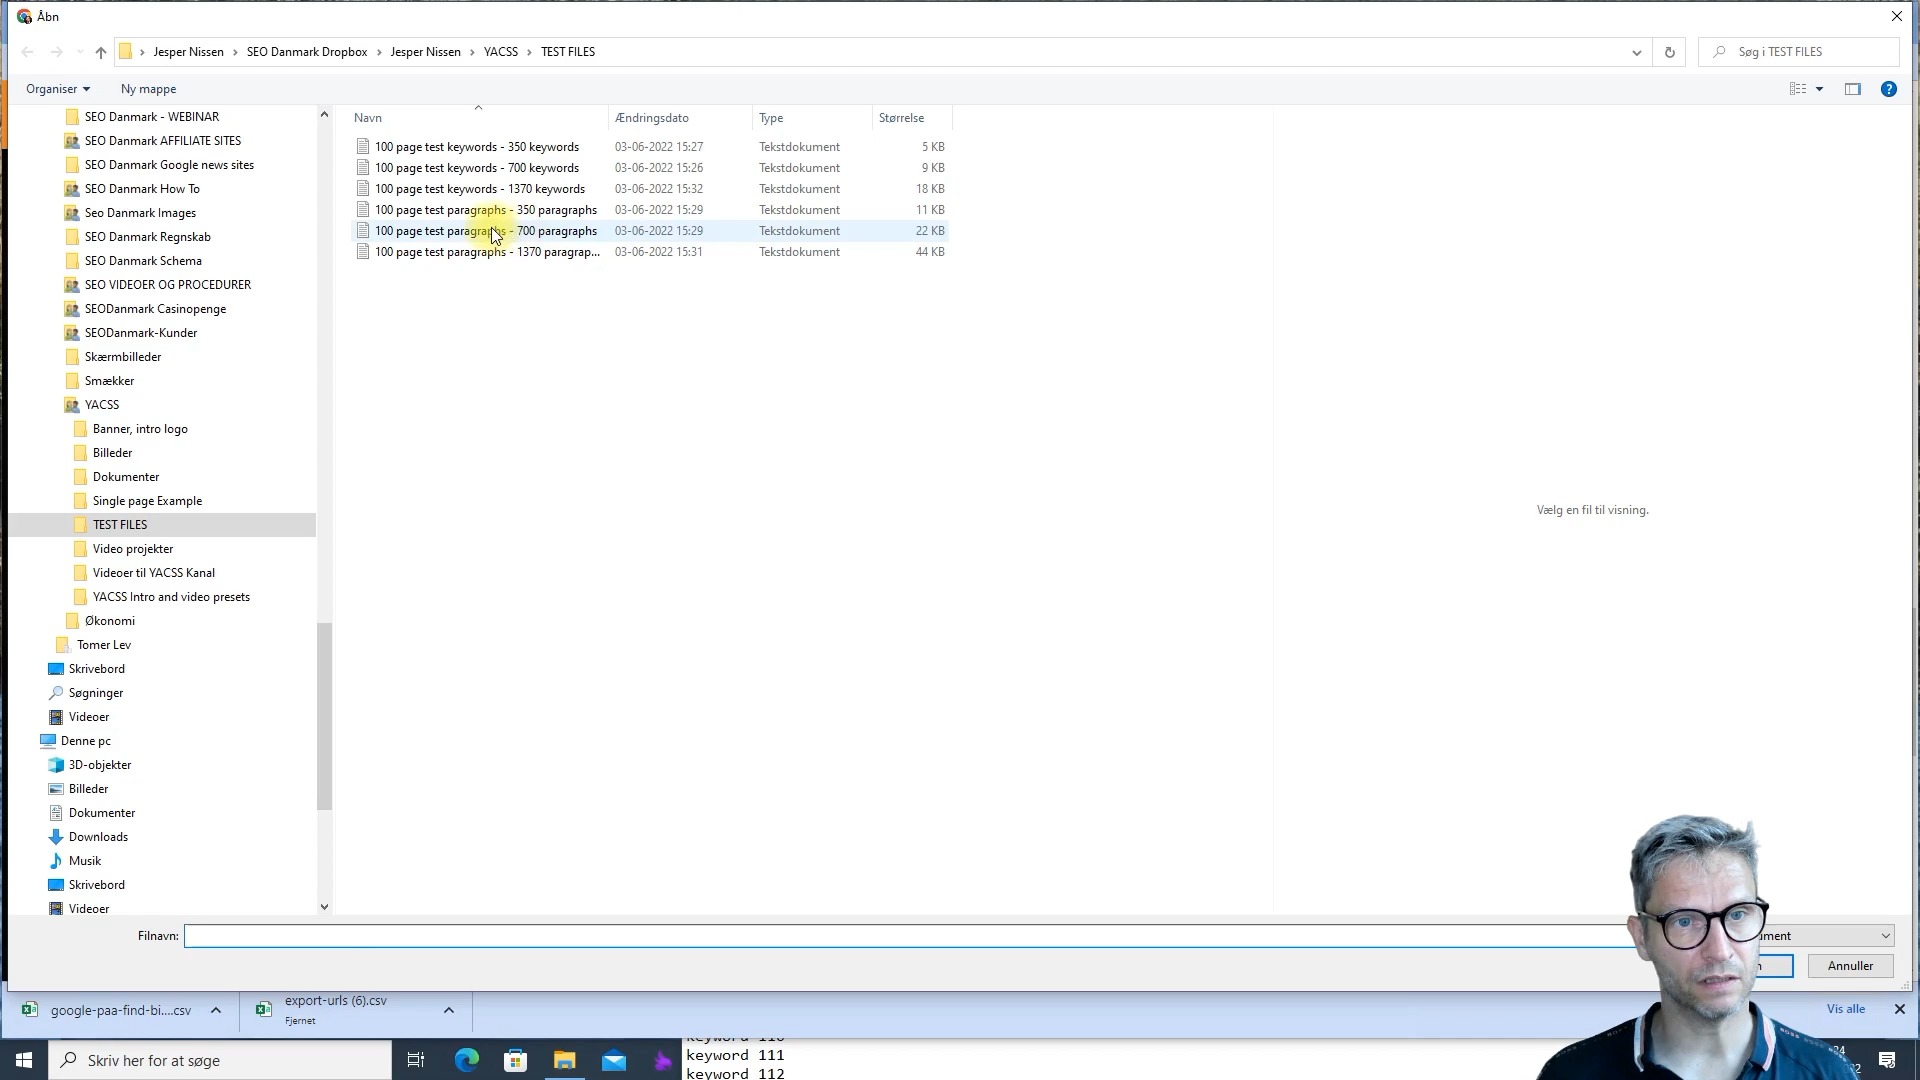 Åbn
Jesper Nissen > SEO Danmark Dropbox > Jesper Nissen > YACSS > TEST FILES
Søg i TEST FILES
Organiser
Ny mappe
SEO Danmark - WEBINAR
SEO Danmark AFFILIATE SITES
SEO Danmark Google news sites
SEO Danmark How To
Seo Danmark Images
SEO Danmark Regnskab
SEO Danmark Schema
SEO VIDEOER OG PROCEDURER
SEODanmark Casinopenge
SEODanmark-Kunder
Skærmbilleder
Smækker
YACSS
Banner, intro logo
Billeder
Dokumenter
Single page Example
TEST FILES
Video projekter
Videoer til YACSS Kanal
YACSS Intro and video presets
Økonomi
Tomer Lev
Skrivebord
Søgninger
Videoer
Denne pc
3D-objekter
Billeder
Dokumenter
Downloads
Musik
Skrivebord
Videoer
Navn Ændringsdato Type Størrelse
100 page test keywords - 350 keywords 03-06-2022 15:27 Tekstdokument 5 KB
100 page test keywords - 700 keywords 03-06-2022 15:26 Tekstdokument 9 KB
100 page test keywords - 1370 keywords 03-06-2022 15:32 Tekstdokument 18 KB
100 page test paragraphs - 350 paragraphs 03-06-2022 15:29 Tekstdokument 11 KB
100 page test paragraphs - 700 paragraphs 03-06-2022 15:29 Tekstdokument 22 KB
100 page test paragraphs - 1370 paragrap... 03-06-2022 15:31 Tekstdokument 44 KB
Vælg en fil til visning.
Filnavn:
Annuller
google-paa-find-bi....csv
export-urls (6).csv
Fjernet
Vis alle
Skriv her for at søge
keyword 111
keyword 112